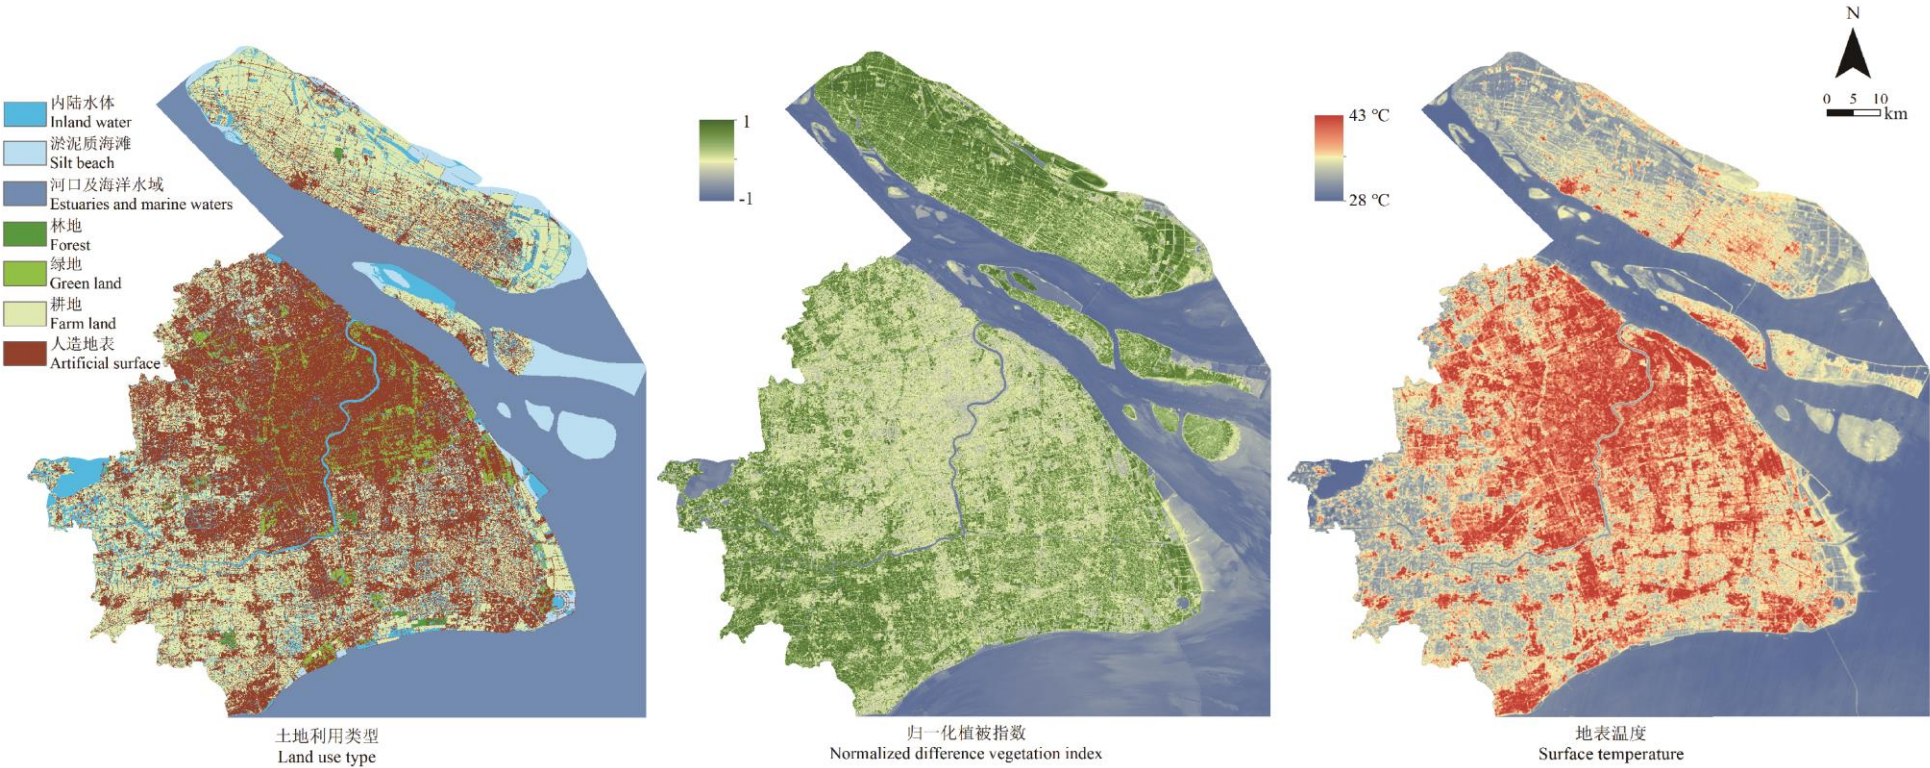 内陆水体
Inland water
淤泥质海滩
Silt beach
河口及海洋水域
Estuaries and marine waters
林地
Forest
绿地
Green land
耕地
Farm land
人造地表
Artificial surface
土地利用类型
Land use type
1
-1
归一化植被指数
Normalized difference vegetation index
43 ℃
28 ℃
N
0 5 10
km
地表温度
Surface temperature